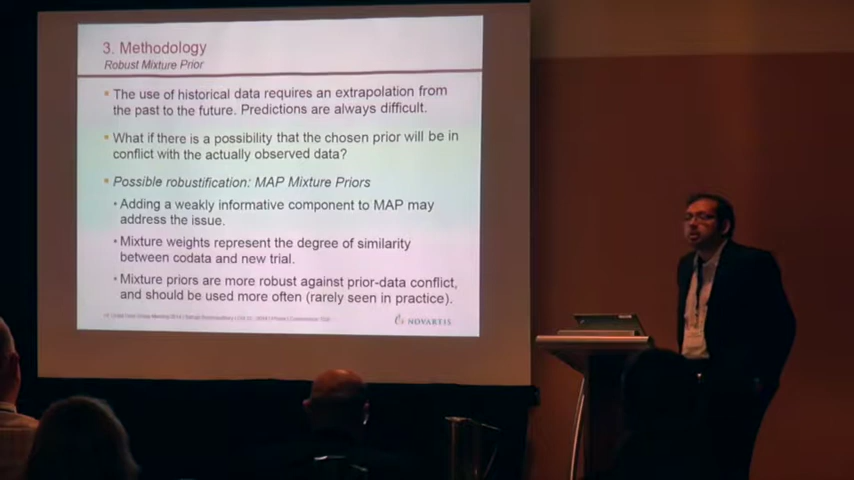 3. Methodology
Robust Mixture Prior
The use of historical data requires an extrapolation from
the past to the future. Predictions are always difficult.
What if there is a possibility that the chosen prior will be in
conflict with the actually observed data?
Possible robustification: MAP Mixture Priors
Adding a weakly informative component to MAP may
address the issue.
Mixture weights represent the degree of similarity
between codata and new trial.
Mixture priors are more robust against prior-data conflict,
and should be used more often (rarely seen in practice).
NOVARTIS